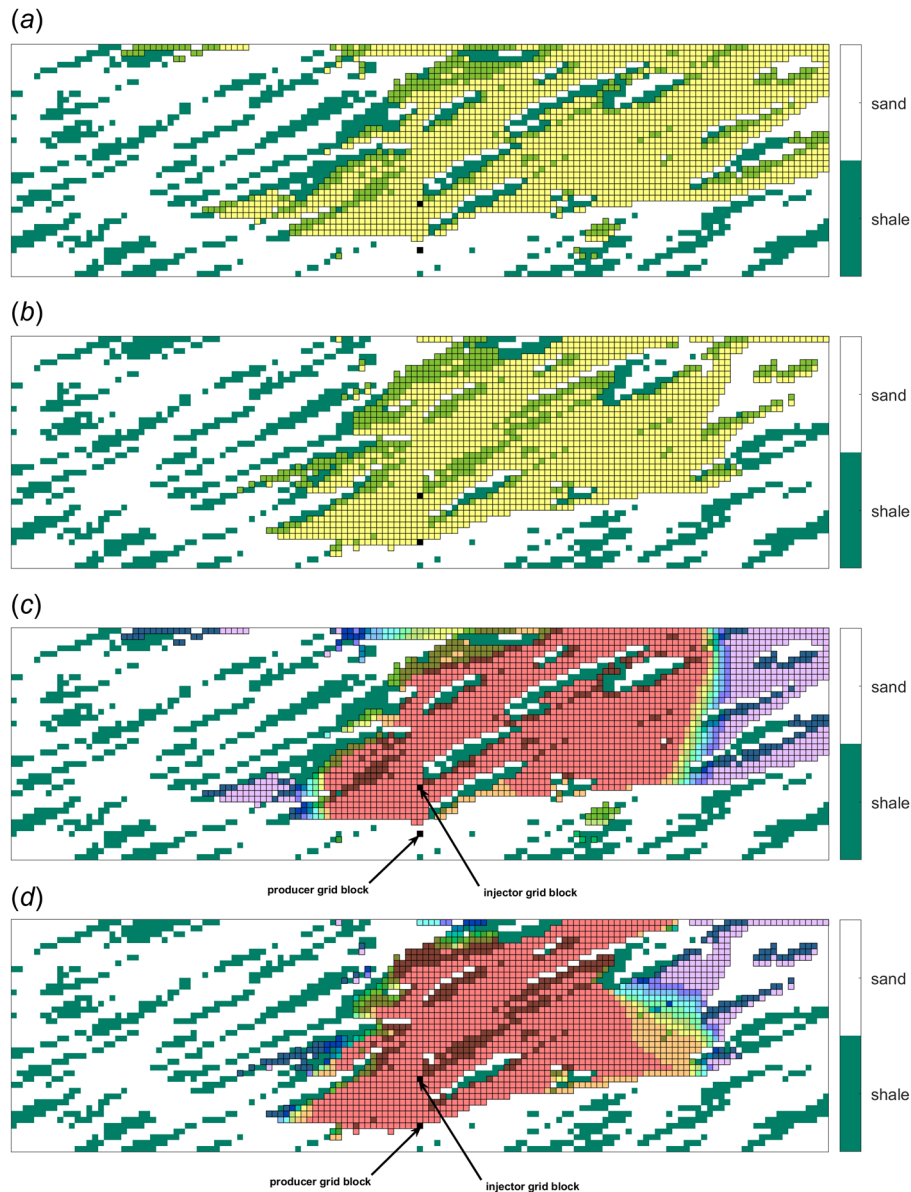 (a)
sand
shale
(b)
sand
shale
(c)
sand
shale
producer grid block
injector grid block
(d)
sand
shale
producer grid block
injector grid block